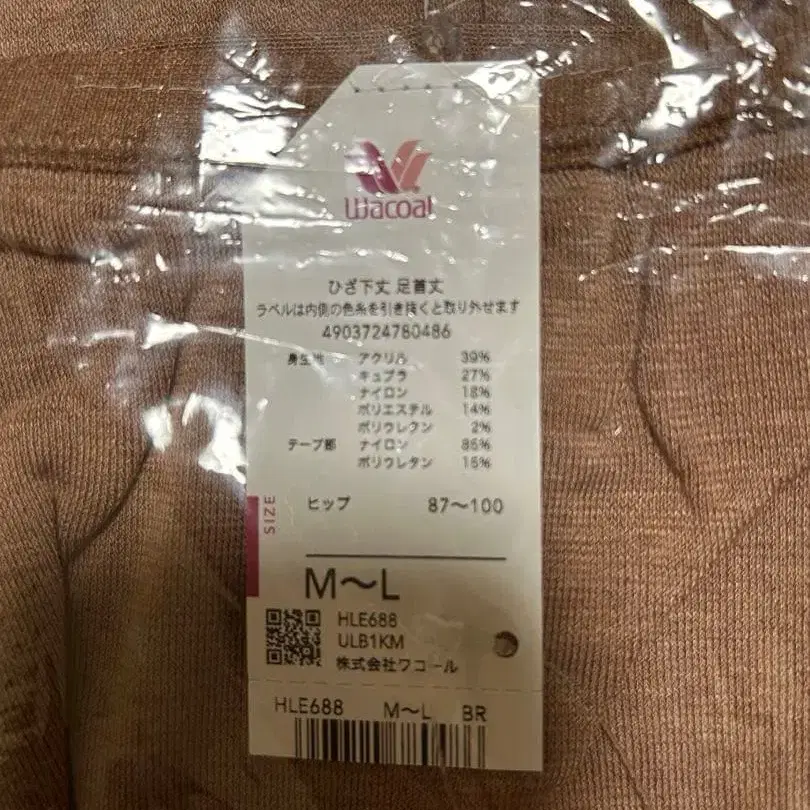 Wacoal
ひざ下丈 足首丈
ラベルは内側の色糸を引き抜くと取り外せます
4903724780486
身生地 アクリル 39%
キュプラ 27%
ナイロン 18%
ポリエステル 14%
ポリウレタン 2%
テープ部 ナイロン 85%
ポリウレタン 15%
SIZE
ヒップ 87〜100
M〜L
HLE688
ULB1KM
株式会社ワコール
HLE688 M〜L BR